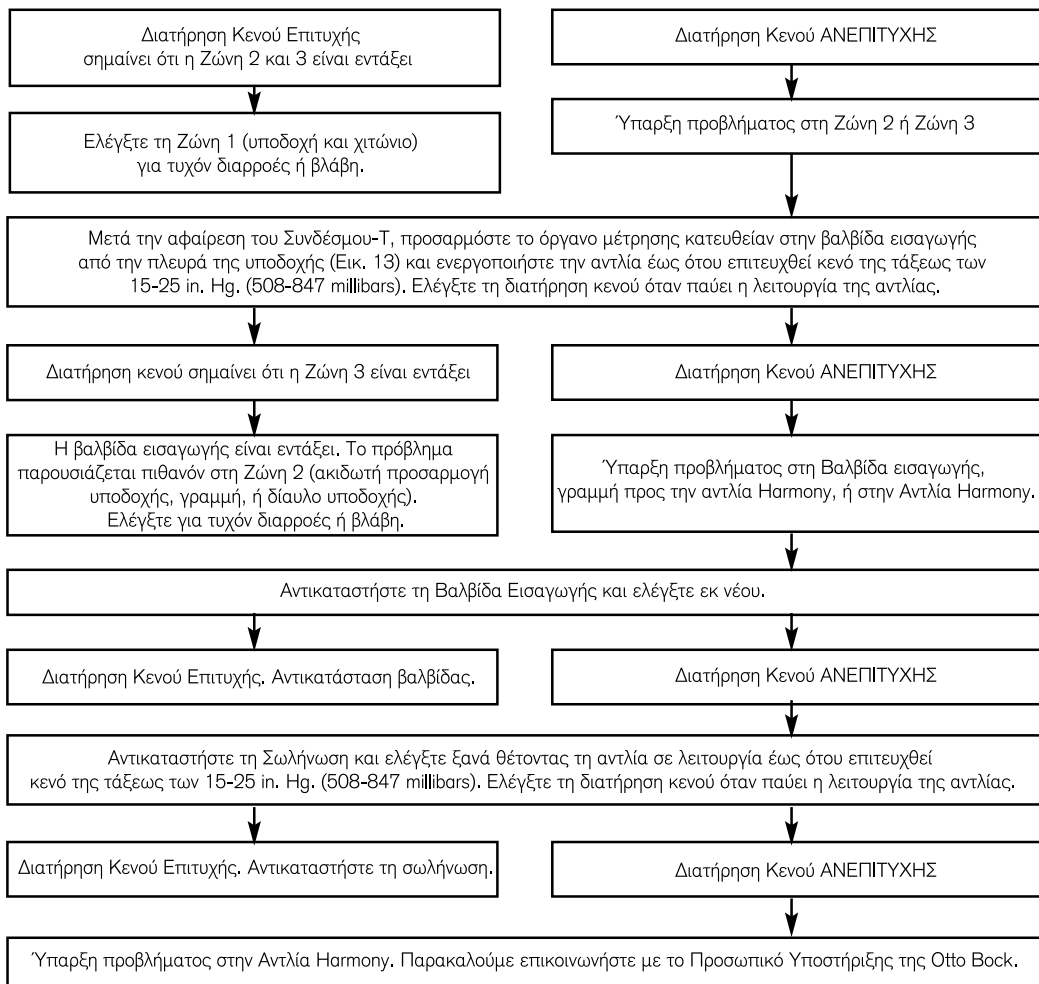 Διατήρηση Κενού Επιτυχής
σημαίνει ότι η Ζώνη 2 και 3 είναι εντάξει
Διατήρηση Κενού ΑΝΕΠΙΤΥΧΗΣ
Ελέγξτε τη Ζώνη 1 (υποδοχή και χιτώνιο)
για τυχόν διαρροές ή βλάβη.
Ύπαρξη προβλήματος στη Ζώνη 2 ή Ζώνη 3
Μετά την αφαίρεση του Συνδέσμου-Τ, προσαρμόστε το όργανο μέτρησης κατευθείαν στην βαλβίδα εισαγωγής
από την πλευρά της υποδοχής (Εικ. 13) και ενεργοποιήστε την αντλία έως ότου επιτευχθεί κενό της τάξεως των
15-25 in. Hg. (508-847 millibars). Ελέγξτε τη διατήρηση κενού όταν παύει η λειτουργία της αντλίας.
Διατήρηση κενού σημαίνει ότι η Ζώνη 3 είναι εντάξει
Διατήρηση Κενού ΑΝΕΠΙΤΥΧΗΣ
Η βαλβίδα εισαγωγής είναι εντάξει. Το πρόβλημα
παρουσιάζεται πιθανόν στη Ζώνη 2 (ακιδωτή προσαρμογή
υποδοχής, γραμμή, ή δίαυλο υποδοχής).
Ελέγξτε για τυχόν διαρροές ή βλάβη.
Ύπαρξη προβλήματος στη Βαλβίδα εισαγωγής,
γραμμή προς την αντλία Harmony, ή στην Αντλία Harmony.
Αντικαταστήστε τη Βαλβίδα Εισαγωγής και ελέγξτε εκ νέου.
Διατήρηση Κενού Επιτυχής. Αντικατάσταση βαλβίδας.
Διατήρηση Κενού ΑΝΕΠΙΤΥΧΗΣ
Αντικαταστήστε τη Σωλήνωση και ελέγξτε ξανά θέτοντας τη αντλία σε λειτουργία έως ότου επιτευχθεί
κενό της τάξεως των 15-25 in. Hg. (508-847 millibars). Ελέγξτε τη διατήρηση κενού όταν παύει η λειτουργία της αντλίας.
Διατήρηση Κενού Επιτυχής. Αντικαταστήστε τη σωλήνωση.
Διατήρηση Κενού ΑΝΕΠΙΤΥΧΗΣ
Ύπαρξη προβλήματος στην Αντλία Harmony. Παρακαλούμε επικοινωνήστε με το Προσωπικό Υποστήριξης της Otto Bock.